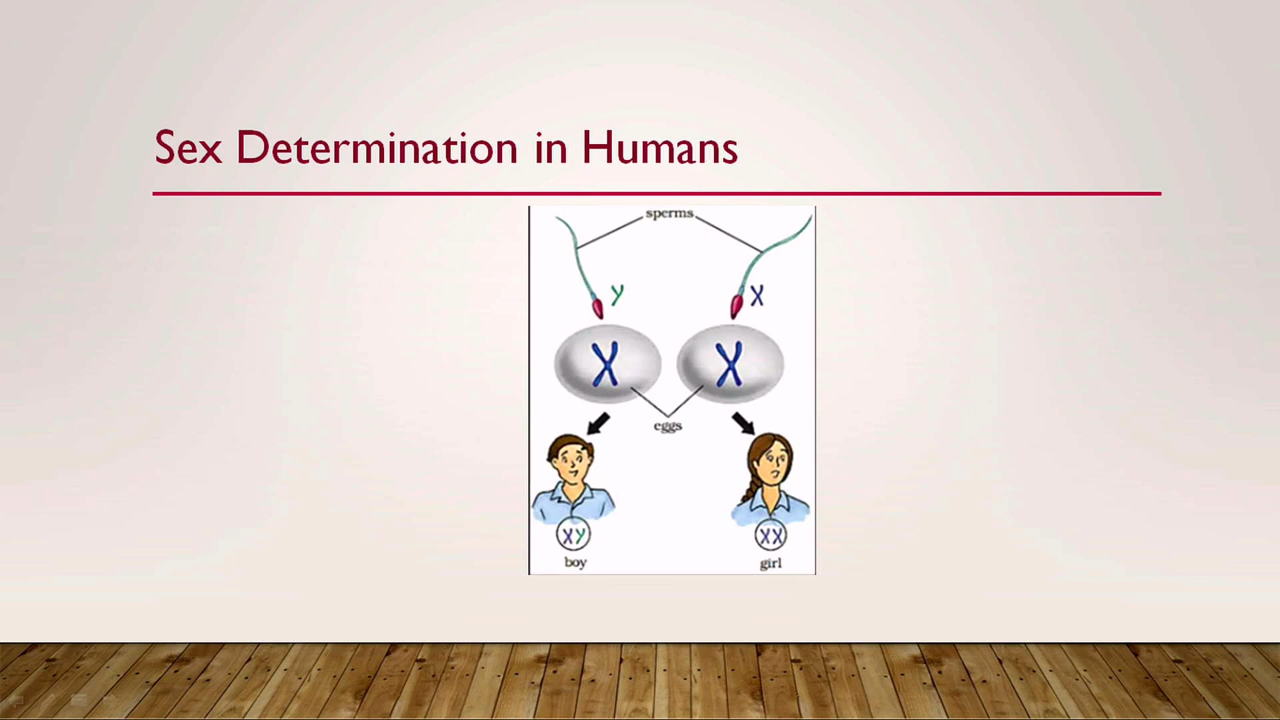 Sex Determination in Humans
sperms
Y X
X X
eggs
XY XX
boy girl